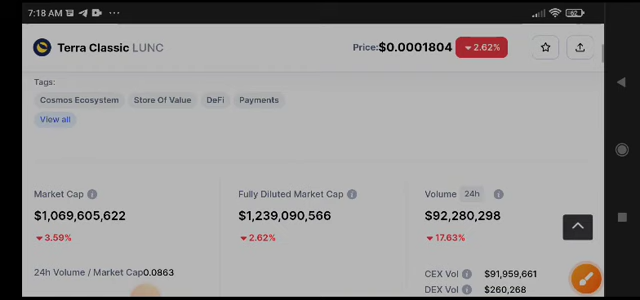 7:18 AM
Terra Classic LUNC Price:$0.0001804 2.62%
Tags:
Cosmos Ecosystem Store Of Value DeFi Payments
View all
Market Cap Fully Diluted Market Cap Volume 24h
$1,069,605,622 $1,239,090,566 $92,280,298
3.59% 2.62% 17.63%
24h Volume / Market Cap0.0863 CEX Vol $91,959,661
DEX Vol $260,268